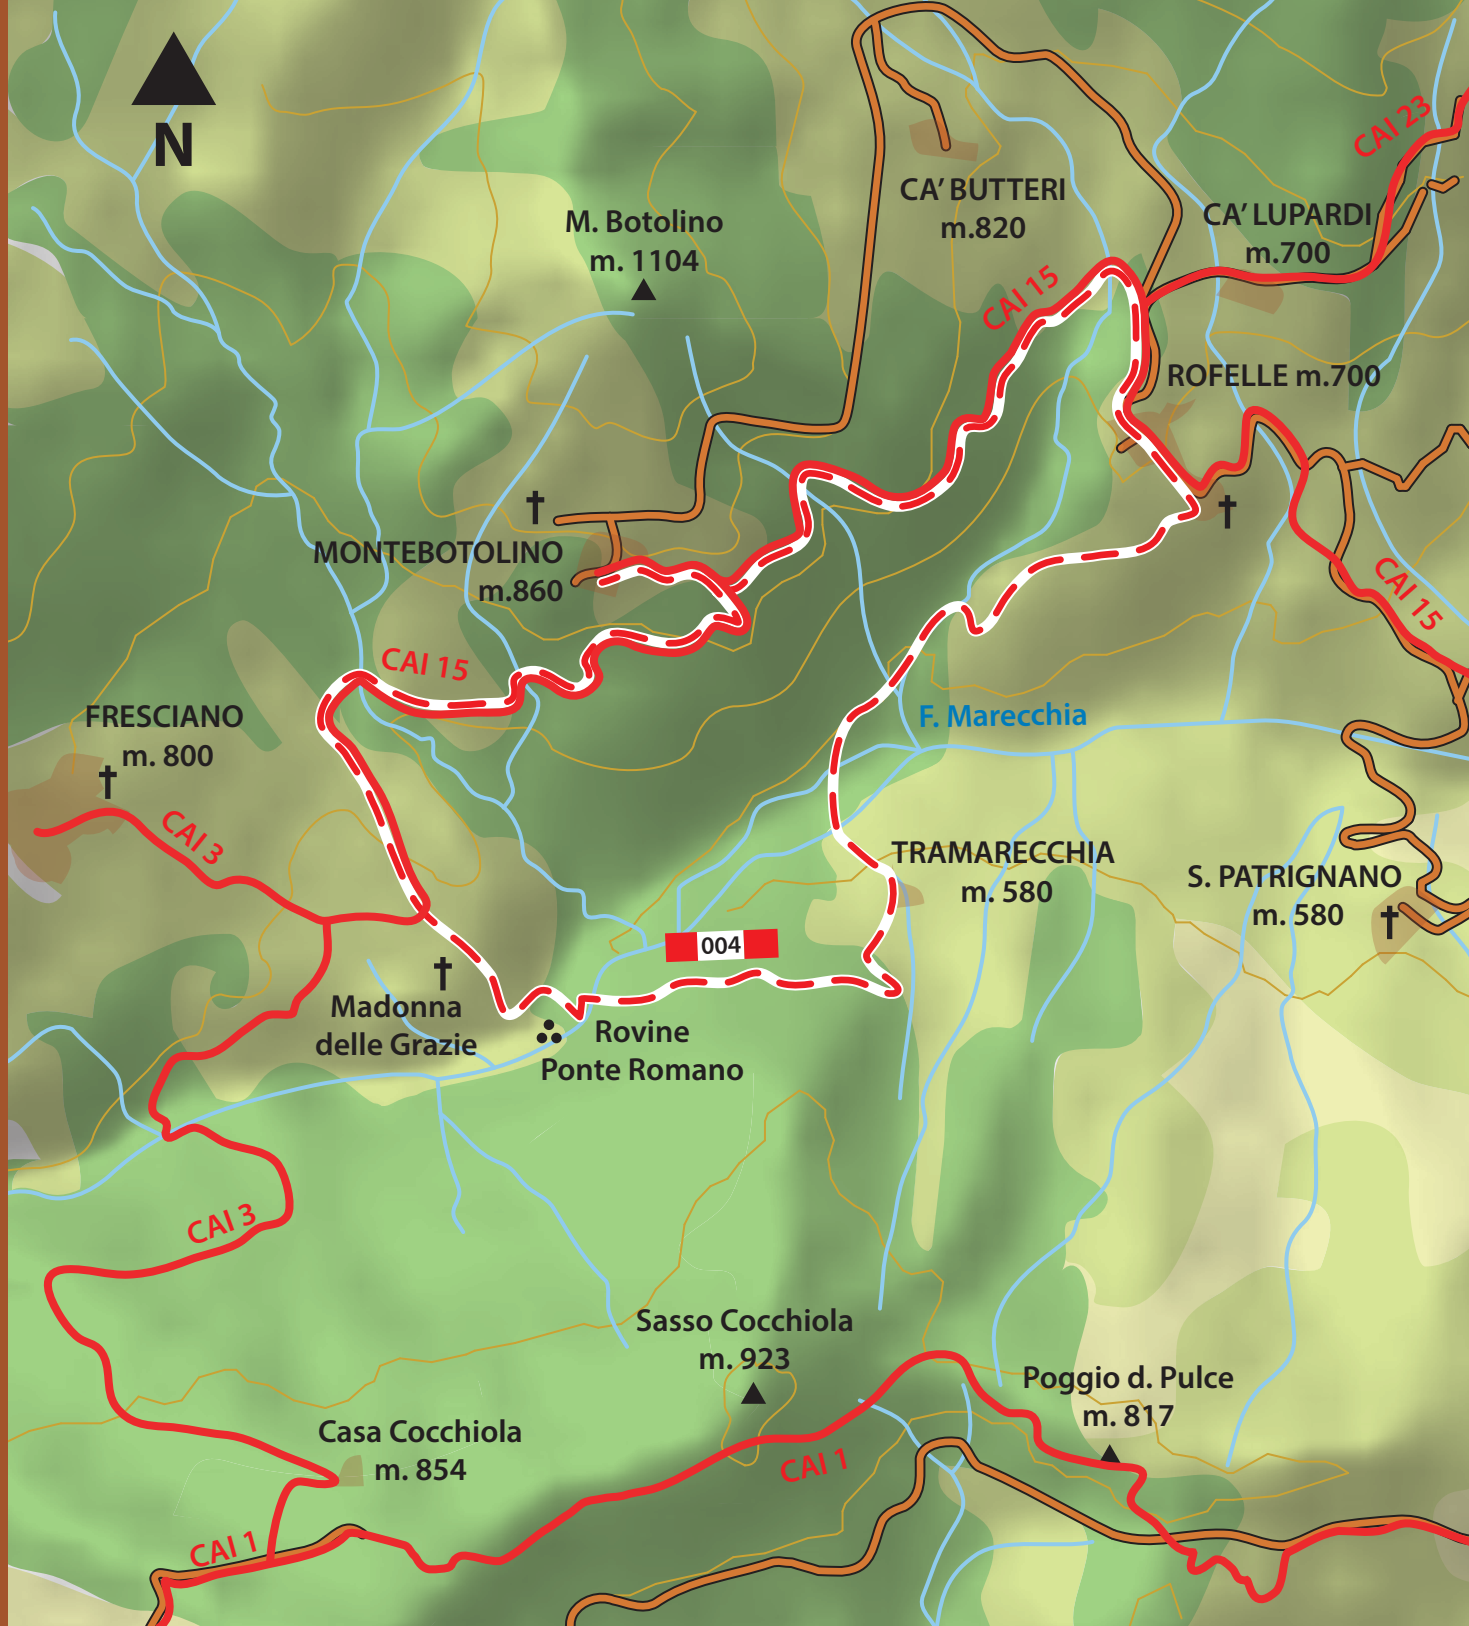 N
CAI 23
CA' BUTTERI
m.820
M. Botolino
m. 1104
CA' LUPARDI
m.700
CAI 15
ROFELLE m.700
MONTEBOTOLINO
m.860
CAI 15
CAI 15
FRESCIANO
m. 800
F. Marecchia
CAI 3
TRAMARECCHIA
m. 580
S. PATRIGNANO
m. 580
004
Madonna
delle Grazie
Rovine
Ponte Romano
CAI 3
Sasso Cocchiola
m. 923
Poggio d. Pulce
m. 817
Casa Cocchiola
m. 854
CAI 1
CAI 1